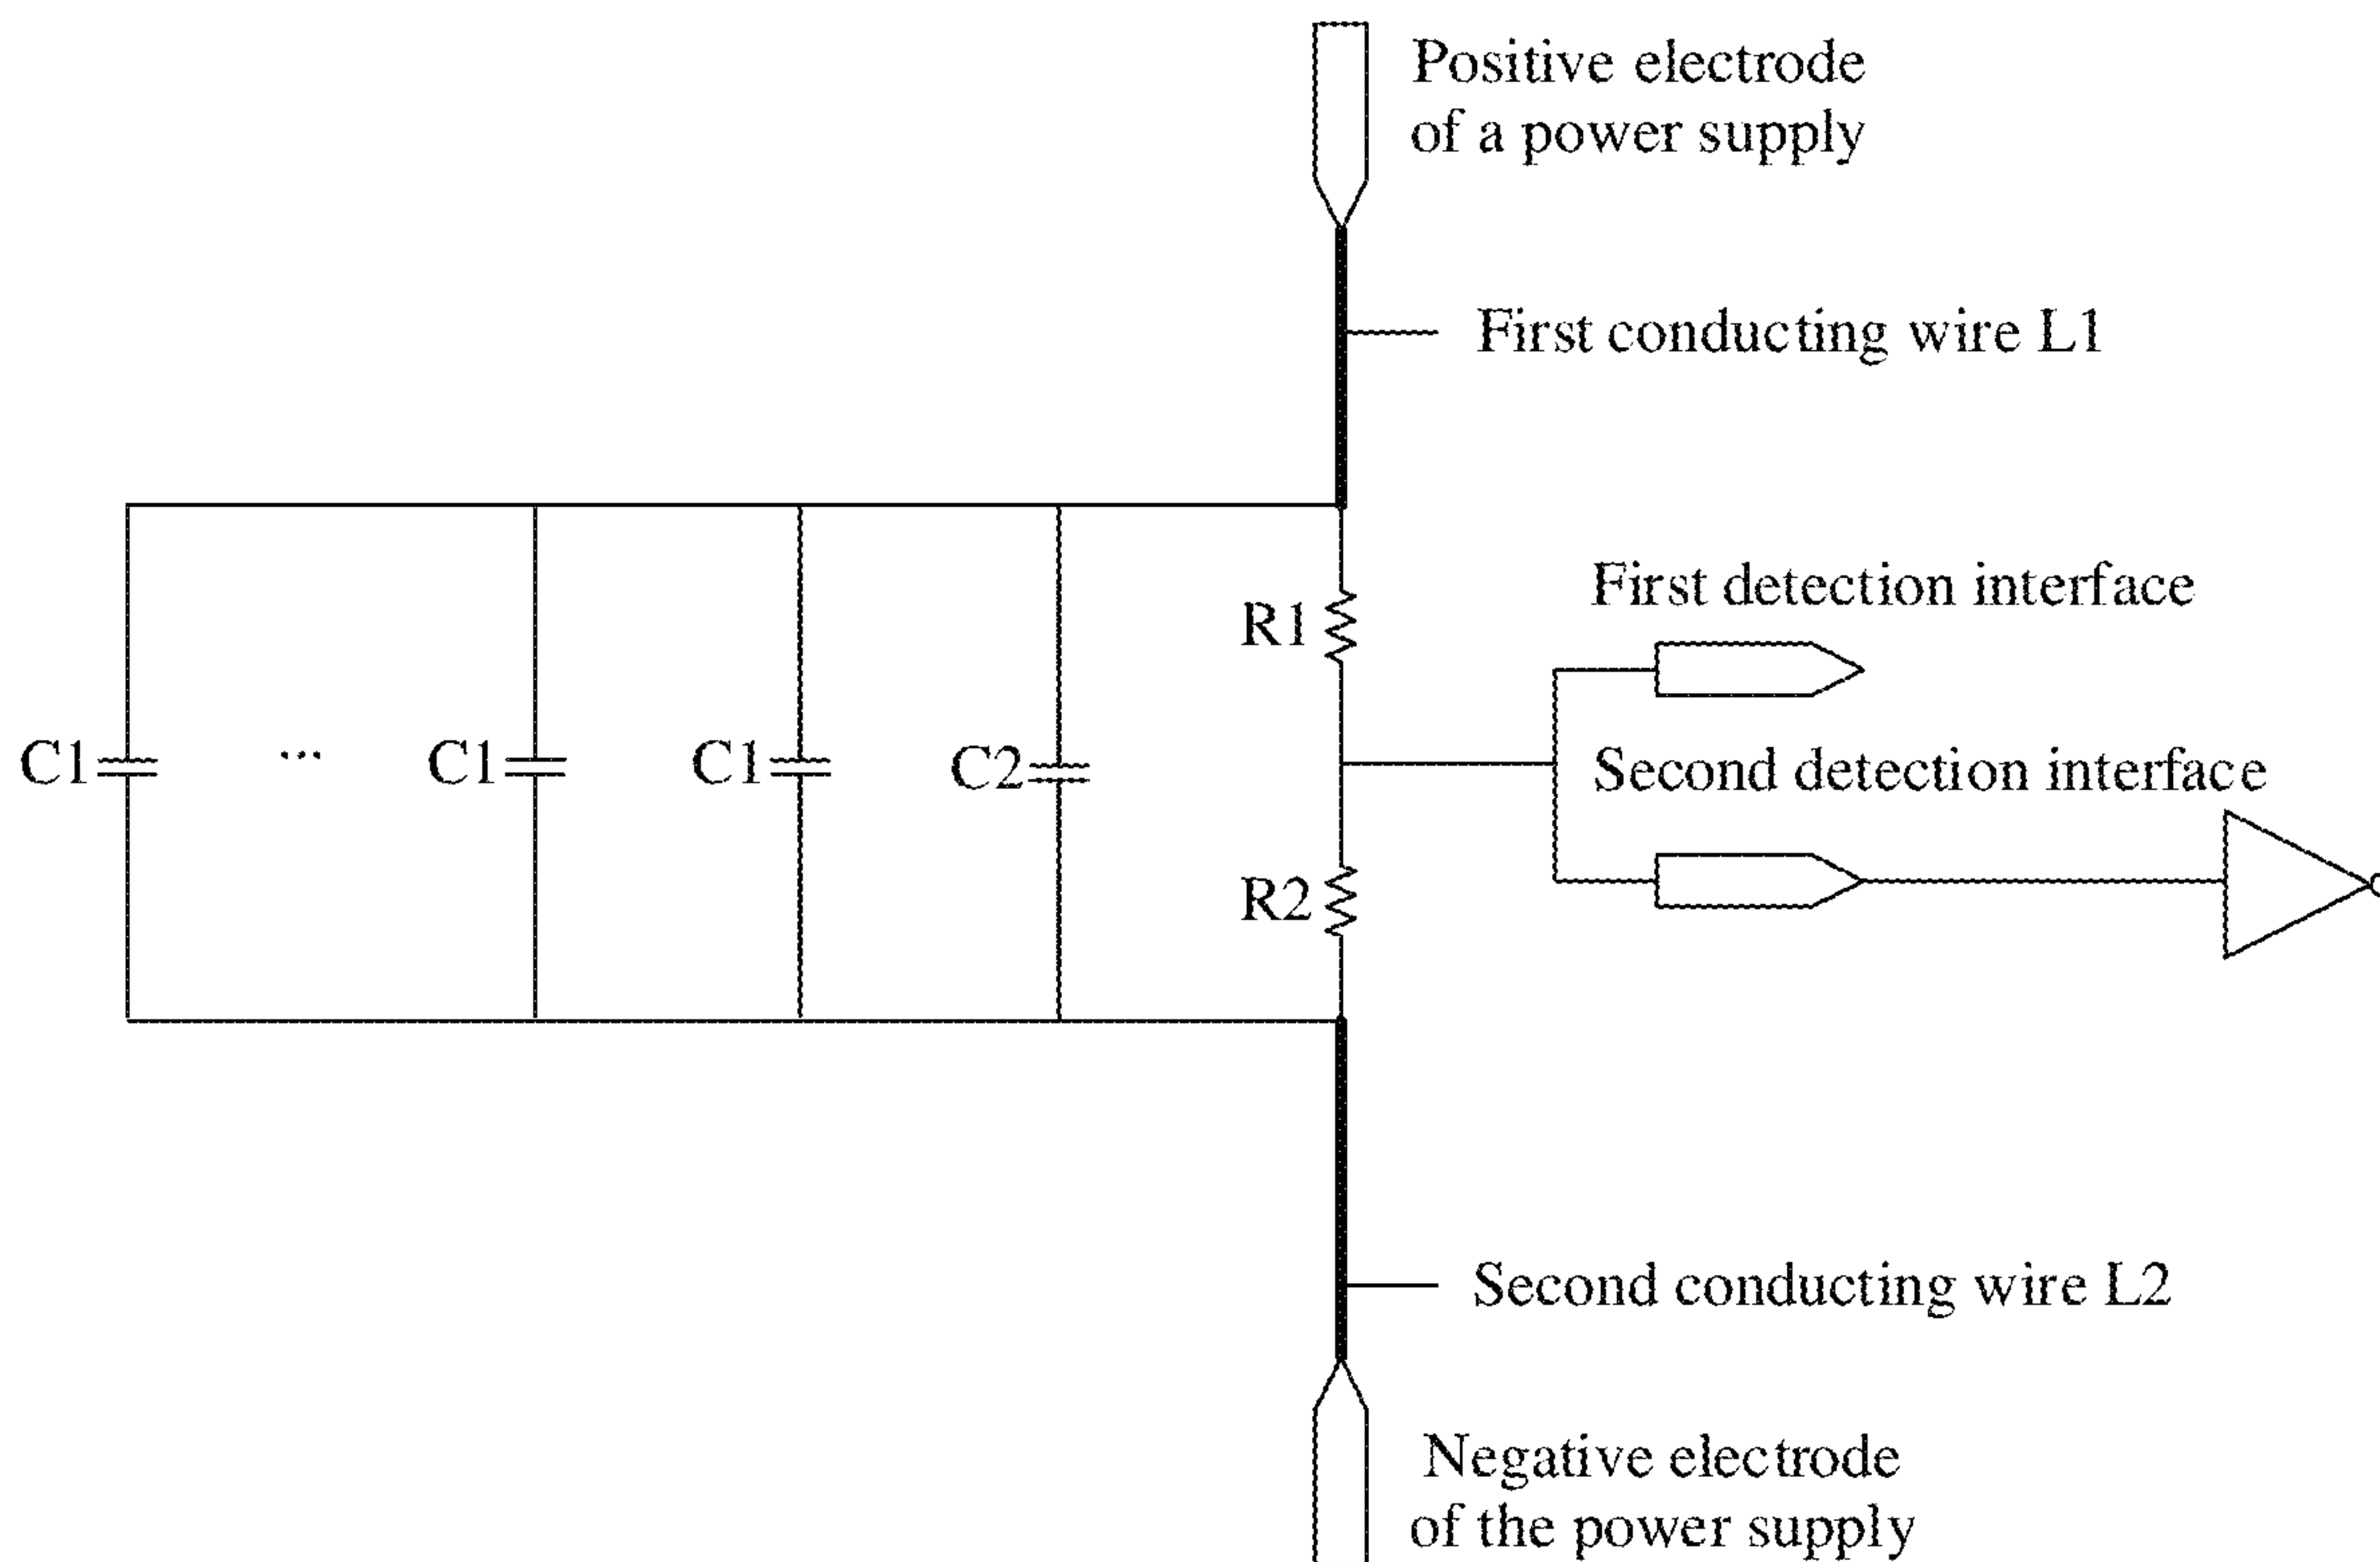 Positive electrode
of a power supply
First conducting wire L1
First detection interface
R1
C1 ... C1 C1 C2
Second detection interface
R2
Second conducting wire L2
Negative electrode
of the power supply